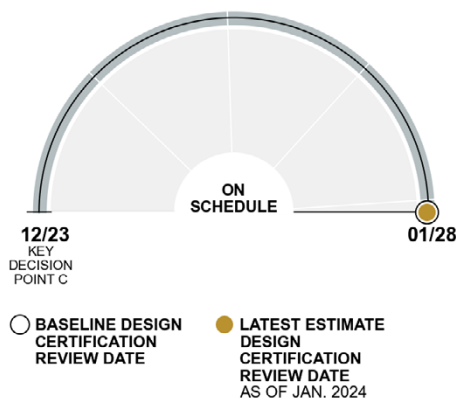 ON
SCHEDULE
12/23
KEY
DECISION
POINT C
01/28
BASELINE DESIGN
CERTIFICATION
REVIEW DATE
LATEST ESTIMATE
DESIGN
CERTIFICATION
REVIEW DATE
AS OF JAN. 2024